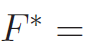 F* =